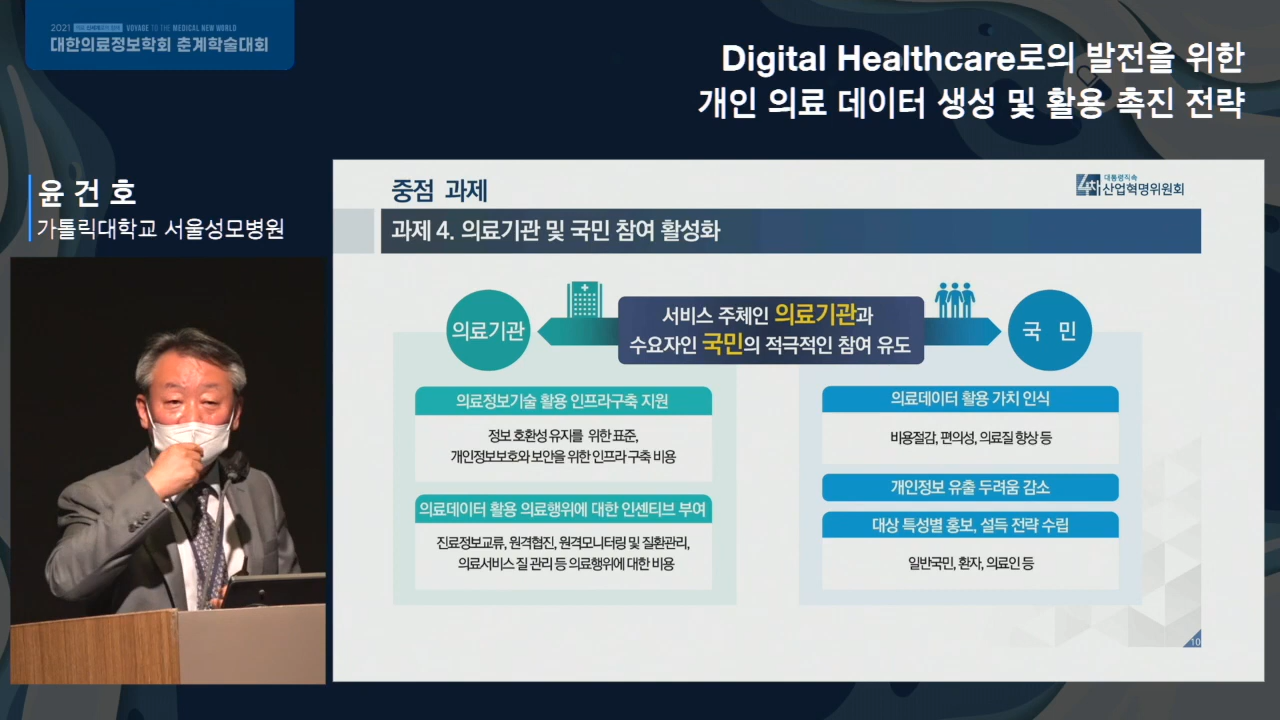 2021 VOYAGE TO THE MEDICAL NEW WORLD
대한의료정보학회 춘계학술대회
Digital Healthcare로의 발전을 위한
개인 의료 데이터 생성 및 활용 촉진 전략
윤 건 호
가톨릭대학교 서울성모병원
중점 과제
대통령직속
4차 산업혁명위원회
과제 4. 의료기관 및 국민 참여 활성화
의료기관
서비스 주체인 의료기관과
수요자인 국민의 적극적인 참여 유도
국 민
의료정보기술 활용 인프라구축 지원
정보 호환성 유지를 위한 표준,
개인정보보호와 보안을 위한 인프라 구축 비용
의료데이터 활용 의료행위에 대한 인센티브 부여
진료정보교류, 원격협진, 원격모니터링 및 질환관리,
의료서비스 질 관리 등 의료행위에 대한 비용
의료데이터 활용 가치 인식
비용절감, 편의성, 의료질 향상 등
개인정보 유출 두려움 감소
대상 특성별 홍보, 설득 전략 수립
일반국민, 환자, 의료인 등
10